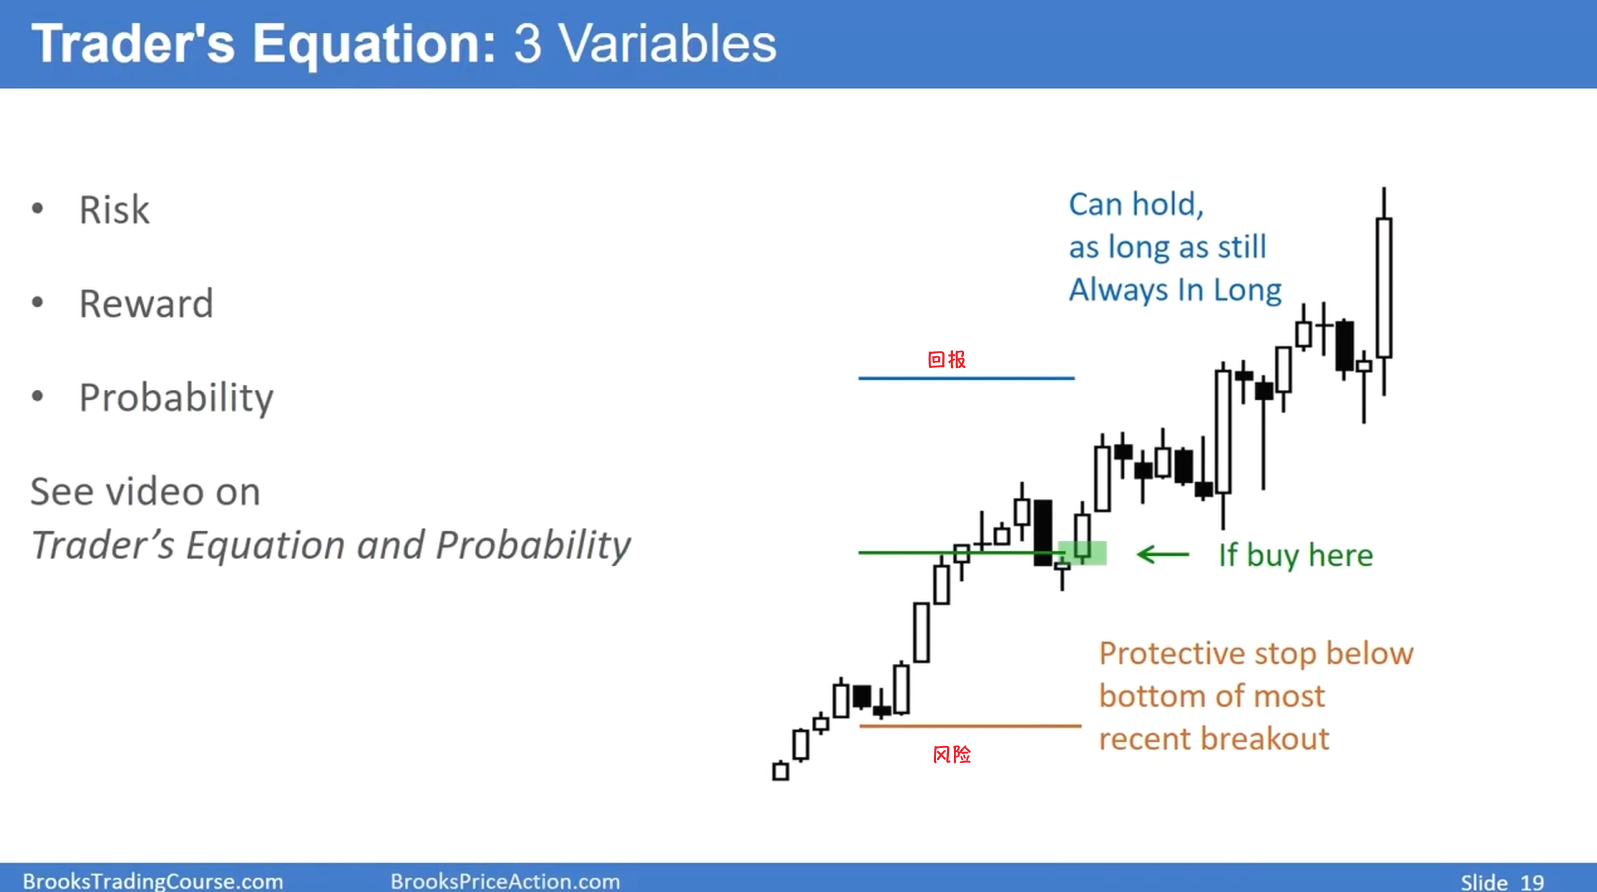 Trader's Equation: 3 Variables
• Risk
• Reward
• Probability
See video on
Trader’s Equation and Probability
Can hold,
as long as still
Always In Long
回报
If buy here
Protective stop below
bottom of most
recent breakout
风险
BrooksTradingCourse.com
BrooksPriceAction.com
Slide 19